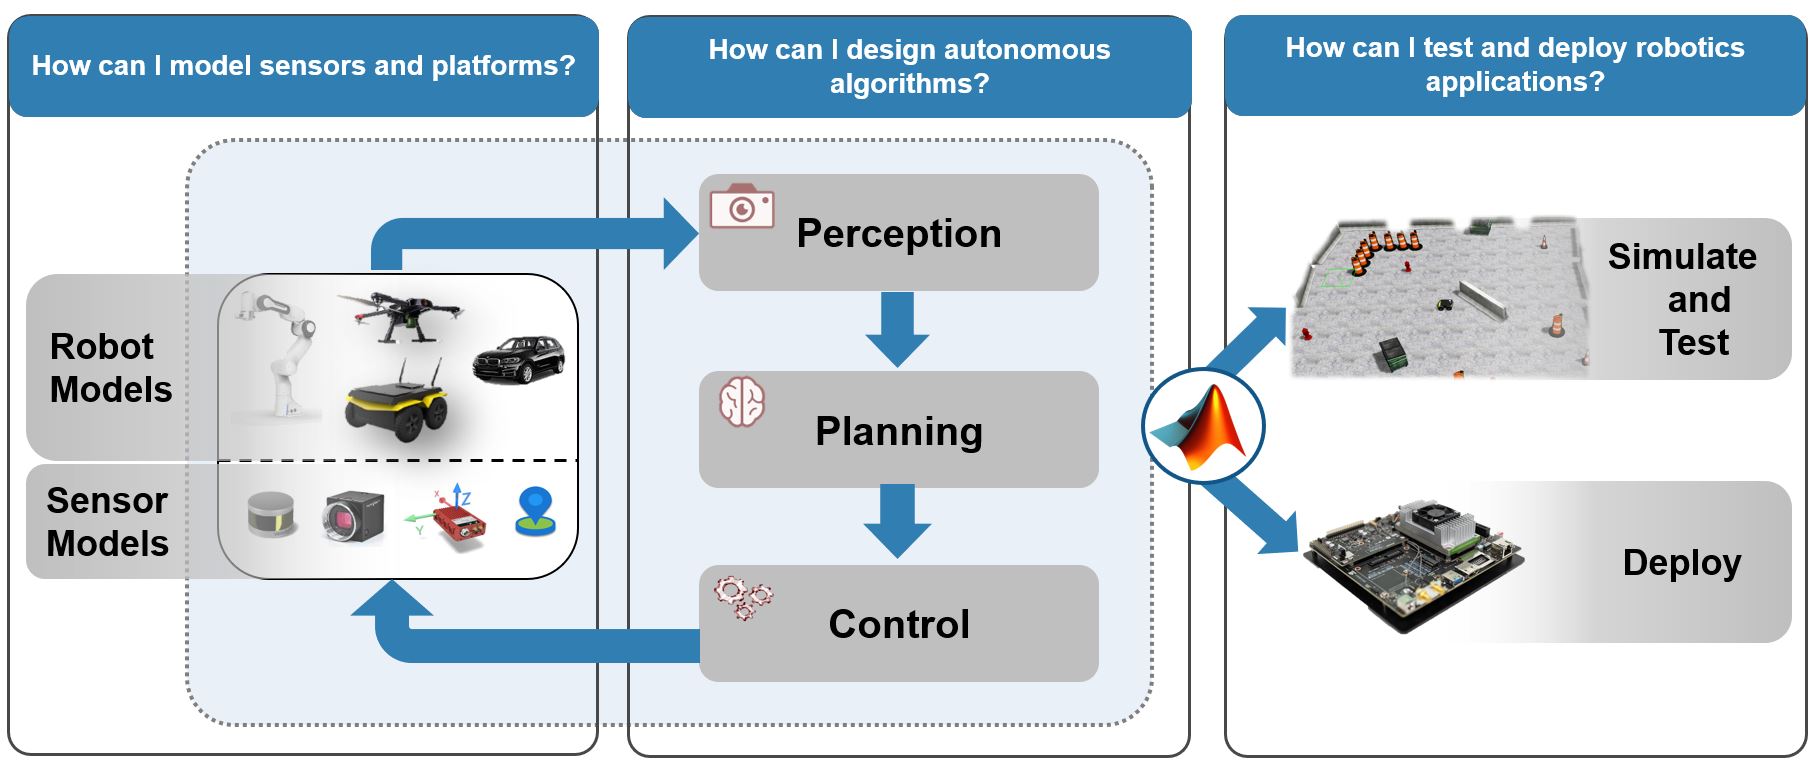 How can I model sensors and platforms?
How can I design autonomous
algorithms?
How can I test and deploy robotics
applications?
Robot
Models
Sensor
Models
X
Z
Y
Perception
Planning
Control
Simulate
and
Test
Deploy